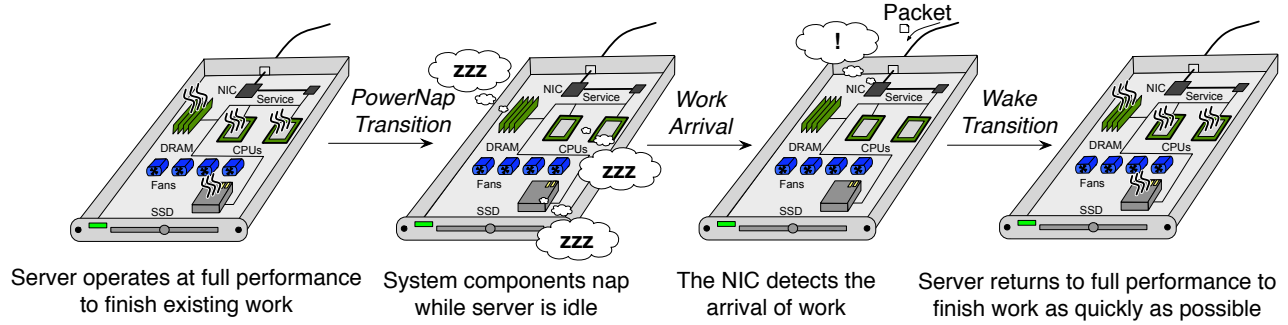 Packet
!
zzz
zzz
zzz
PowerNap
Transition
Work
Arrival
Wake
Transition
NIC
Service
DRAM
CPUs
Fans
SSD
NIC
Service
DRAM
CPUs
Fans
SSD
NIC
Service
DRAM
CPUs
Fans
SSD
NIC
Service
DRAM
CPUs
Fans
SSD
Server operates at full performance
to finish existing work
System components nap
while server is idle
The NIC detects the
arrival of work
Server returns to full performance to
finish work as quickly as possible